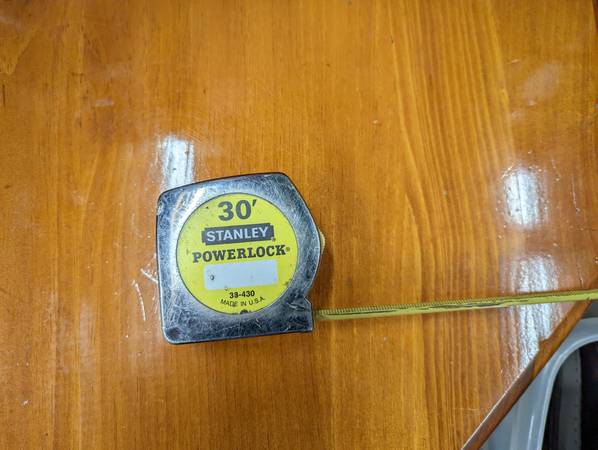 30'
STANLEY®
POWERLOCK®
33-430
MADE IN U.S.A.